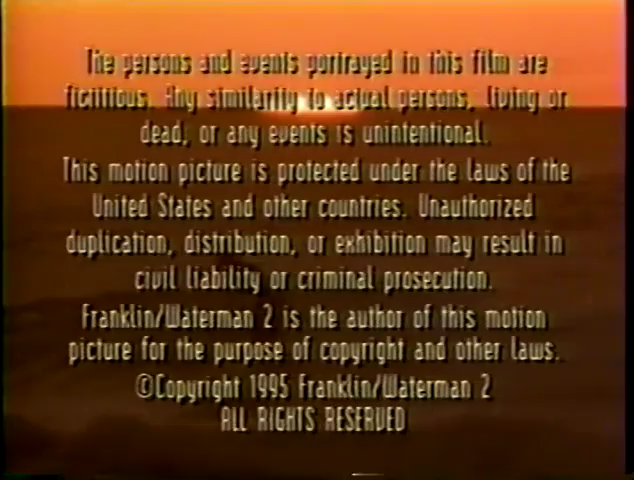 The persons and events portrayed in this film are
fictitious. Any similarity to actual persons, living or
dead, or any events is unintentional.
This motion picture is protected under the laws of the
United States and other countries. Unauthorized
duplication, distribution, or exhibition may result in
civil liability or criminal prosecution.
Franklin/Waterman 2 is the author of this motion
picture for the purpose of copyright and other laws.
©Copyright 1995 Franklin/Waterman 2
ALL RIGHTS RESERVED